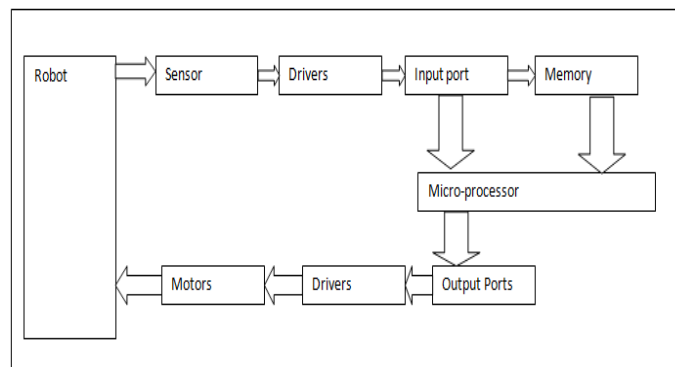 Robot
Sensor
Drivers
Input port
Memory
Micro-processor
Motors
Drivers
Output Ports